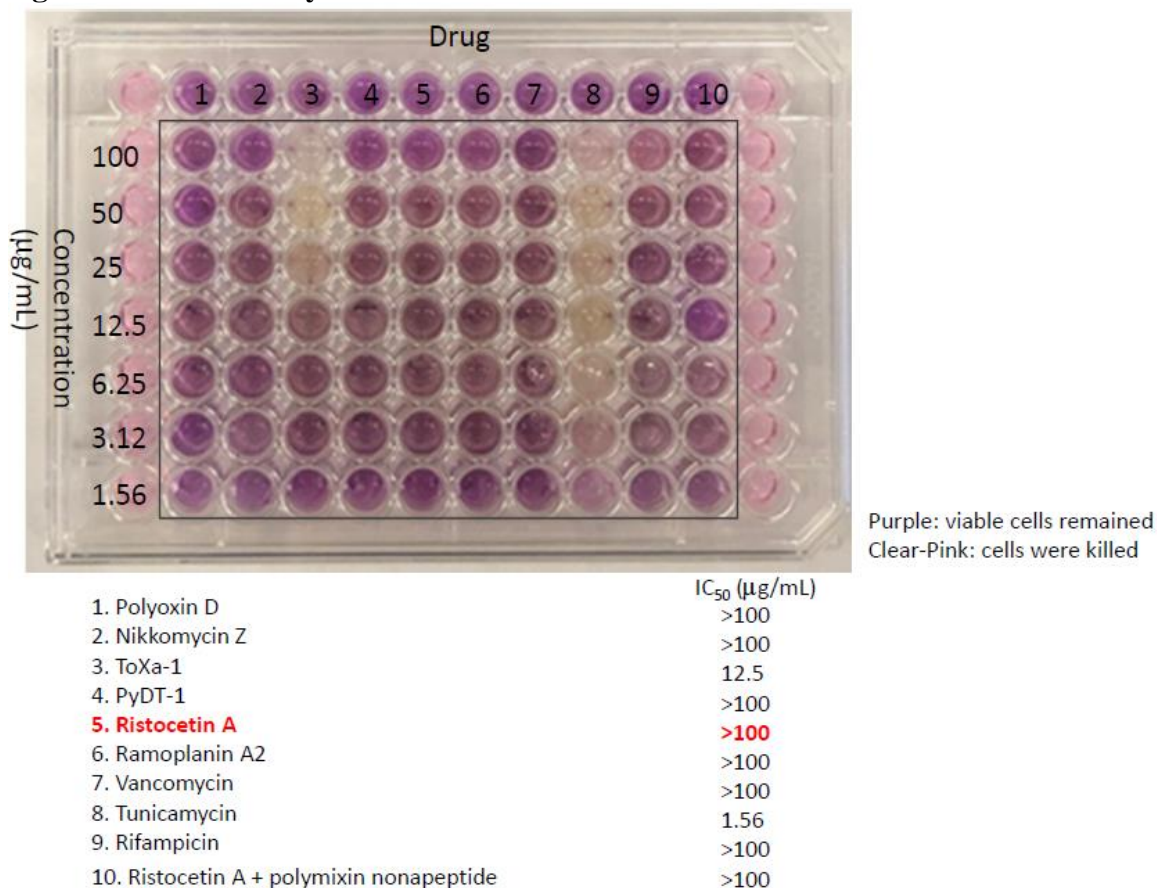 Drug
1 2 3 4 5 6 7 8 9 10
Concentration
(μg/mL)
100
50
25
12.5
6.25
3.12
1.56
Purple: viable cells remained
Clear-Pink: cells were killed
IC50 (μg/mL)
1. Polyoxin D >100
2. Nikkomycin Z >100
3. ToXa-1 12.5
4. PyDT-1 >100
5. Ristocetin A >100
6. Ramoplanin A2 >100
7. Vancomycin >100
8. Tunicamycin 1.56
9. Rifampicin >100
10. Ristocetin A + polymixin nonapeptide >100